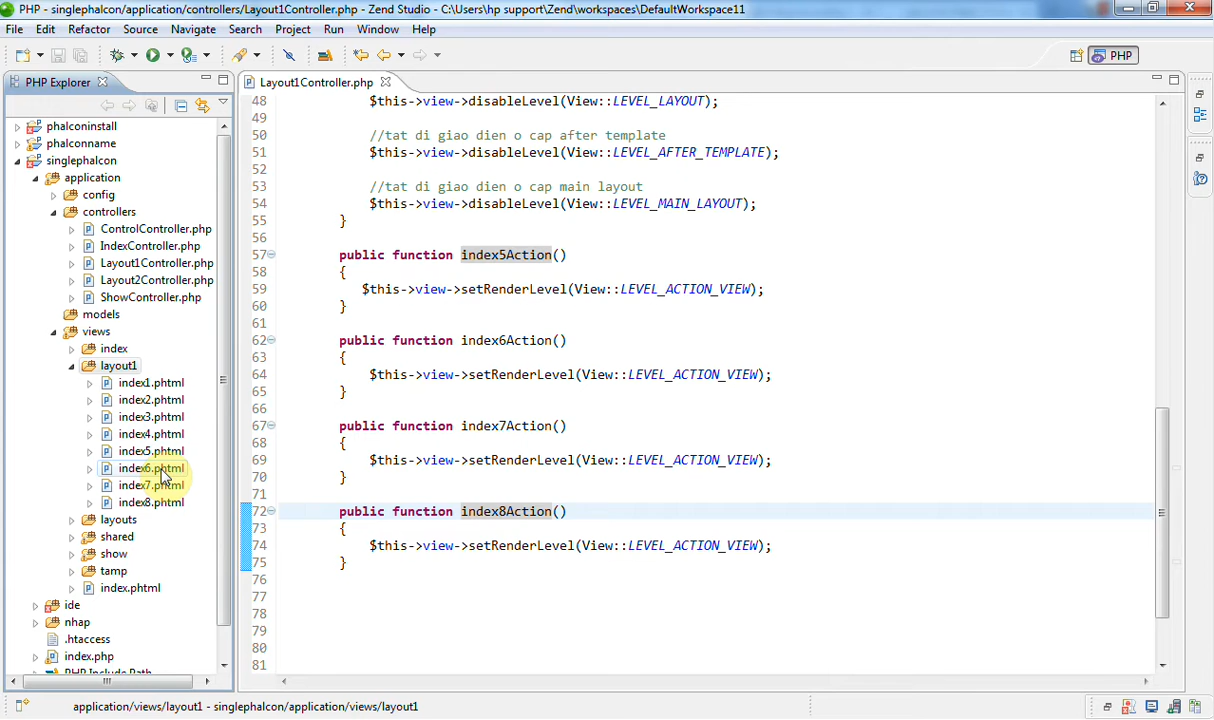 PHP - singlephalcon/application/controllers/Layout1Controller.php - Zend Studio - C:\Users\hp support\Zend\workspaces\DefaultWorkspace11
File Edit Refactor Source Navigate Search Project Run Window Help
PHP
PHP Explorer
Layout1Controller.php
phalconinstall
phalconname
singlephalcon
application
config
controllers
ControlController.php
IndexController.php
Layout1Controller.php
Layout2Controller.php
ShowController.php
models
views
index
layout1
index1.phtml
index2.phtml
index3.phtml
index4.phtml
index5.phtml
index6.phtml
index7.phtml
index8.phtml
layouts
shared
show
tamp
index.phtml
ide
nhap
.htaccess
index.php
PHP Include Path
48 $this->view->disableLevel(View::LEVEL_LAYOUT);
49
50 //tat di giao dien o cap after template
51 $this->view->disableLevel(View::LEVEL_AFTER_TEMPLATE);
52
53 //tat di giao dien o cap main layout
54 $this->view->disableLevel(View::LEVEL_MAIN_LAYOUT);
55 }
56
57 public function index5Action()
58 {
59 $this->view->setRenderLevel(View::LEVEL_ACTION_VIEW);
60 }
61
62 public function index6Action()
63 {
64 $this->view->setRenderLevel(View::LEVEL_ACTION_VIEW);
65 }
66
67 public function index7Action()
68 {
69 $this->view->setRenderLevel(View::LEVEL_ACTION_VIEW);
70 }
71
72 public function index8Action()
73 {
74 $this->view->setRenderLevel(View::LEVEL_ACTION_VIEW);
75 }
76
77
78
79
80
81
application/views/layout1 - singlephalcon/application/views/layout1